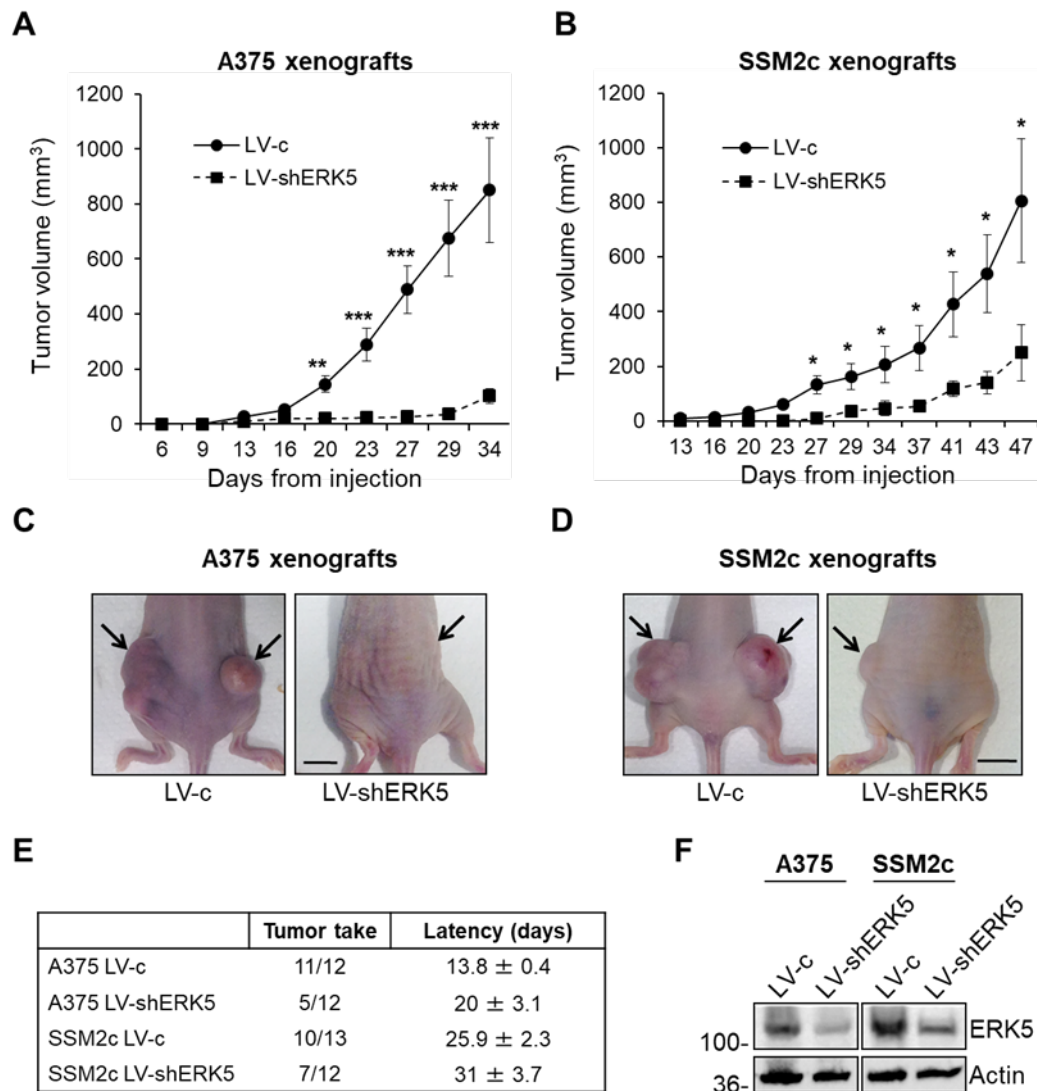 A
A375 xenografts
Tumor volume (mm³)
1200
1000
800
600
400
200
0
LV-c
LV-shERK5
**
***
***
***
***
6 9 13 16 20 23 27 29 34
Days from injection
B
SSM2c xenografts
Tumor volume (mm³)
1200
1000
800
600
400
200
0
LV-c
LV-shERK5
*
*
*
*
*
*
*
13 16 20 23 27 29 34 37 41 43 47
Days from injection
C
A375 xenografts
LV-c LV-shERK5
D
SSM2c xenografts
LV-c LV-shERK5
E
Tumor take Latency (days)
A375 LV-c 11/12 13.8 ± 0.4
A375 LV-shERK5 5/12 20 ± 3.1
SSM2c LV-c 10/13 25.9 ± 2.3
SSM2c LV-shERK5 7/12 31 ± 3.7
F
A375 SSM2c
LV-c LV-shERK5 LV-c LV-shERK5
100- ERK5
36- Actin